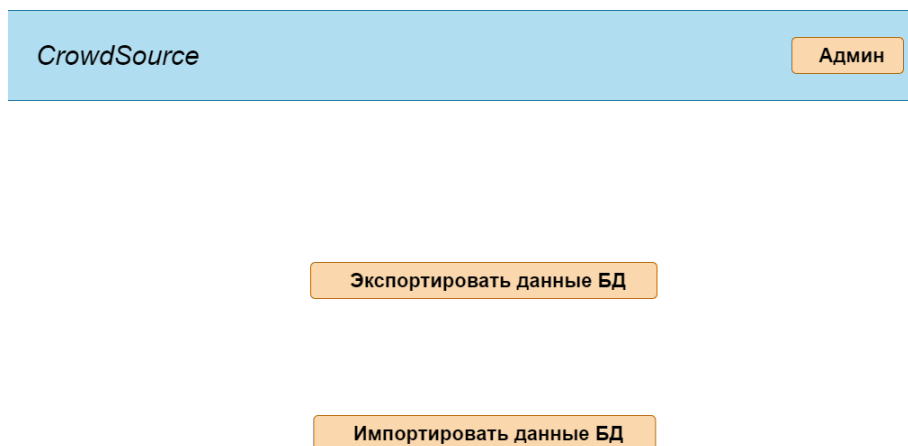 CrowdSource
Админ
Экспортировать данные БД
Импортировать данные БД